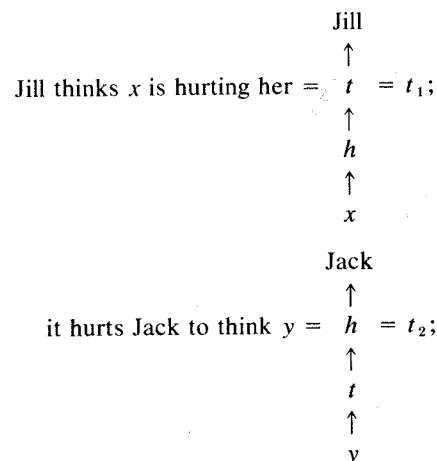 Jill
↑
Jill thinks x is hurting her = t = t₁;
↑
h
↑
x
Jack
↑
it hurts Jack to think y = h = t₂;
↑
t
↑
y